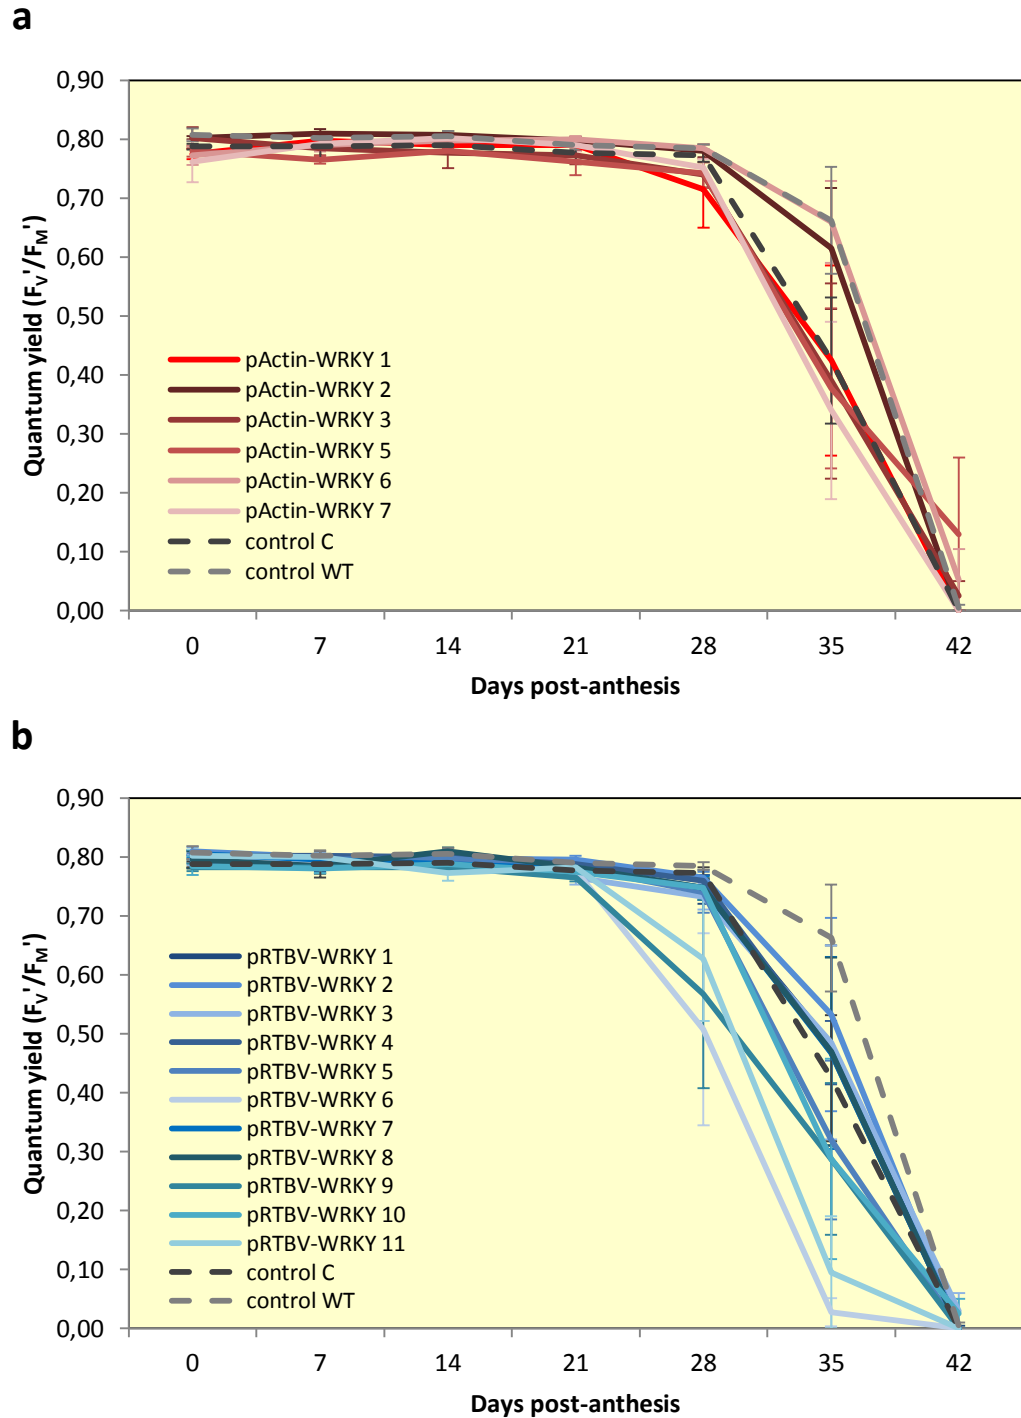 a
0,90
0,80
0,70
0,60
0,50
0,40
0,30
0,20
0,10
0,00
Quantum yield (FV'/FM')
pActin-WRKY 1
pActin-WRKY 2
pActin-WRKY 3
pActin-WRKY 5
pActin-WRKY 6
pActin-WRKY 7
control C
control WT
0 7 14 21 28 35 42
Days post-anthesis
b
0,90
0,80
0,70
0,60
0,50
0,40
0,30
0,20
0,10
0,00
Quantum yield (FV'/FM')
pRTBV-WRKY 1
pRTBV-WRKY 2
pRTBV-WRKY 3
pRTBV-WRKY 4
pRTBV-WRKY 5
pRTBV-WRKY 6
pRTBV-WRKY 7
pRTBV-WRKY 8
pRTBV-WRKY 9
pRTBV-WRKY 10
pRTBV-WRKY 11
control C
control WT
0 7 14 21 28 35 42
Days post-anthesis